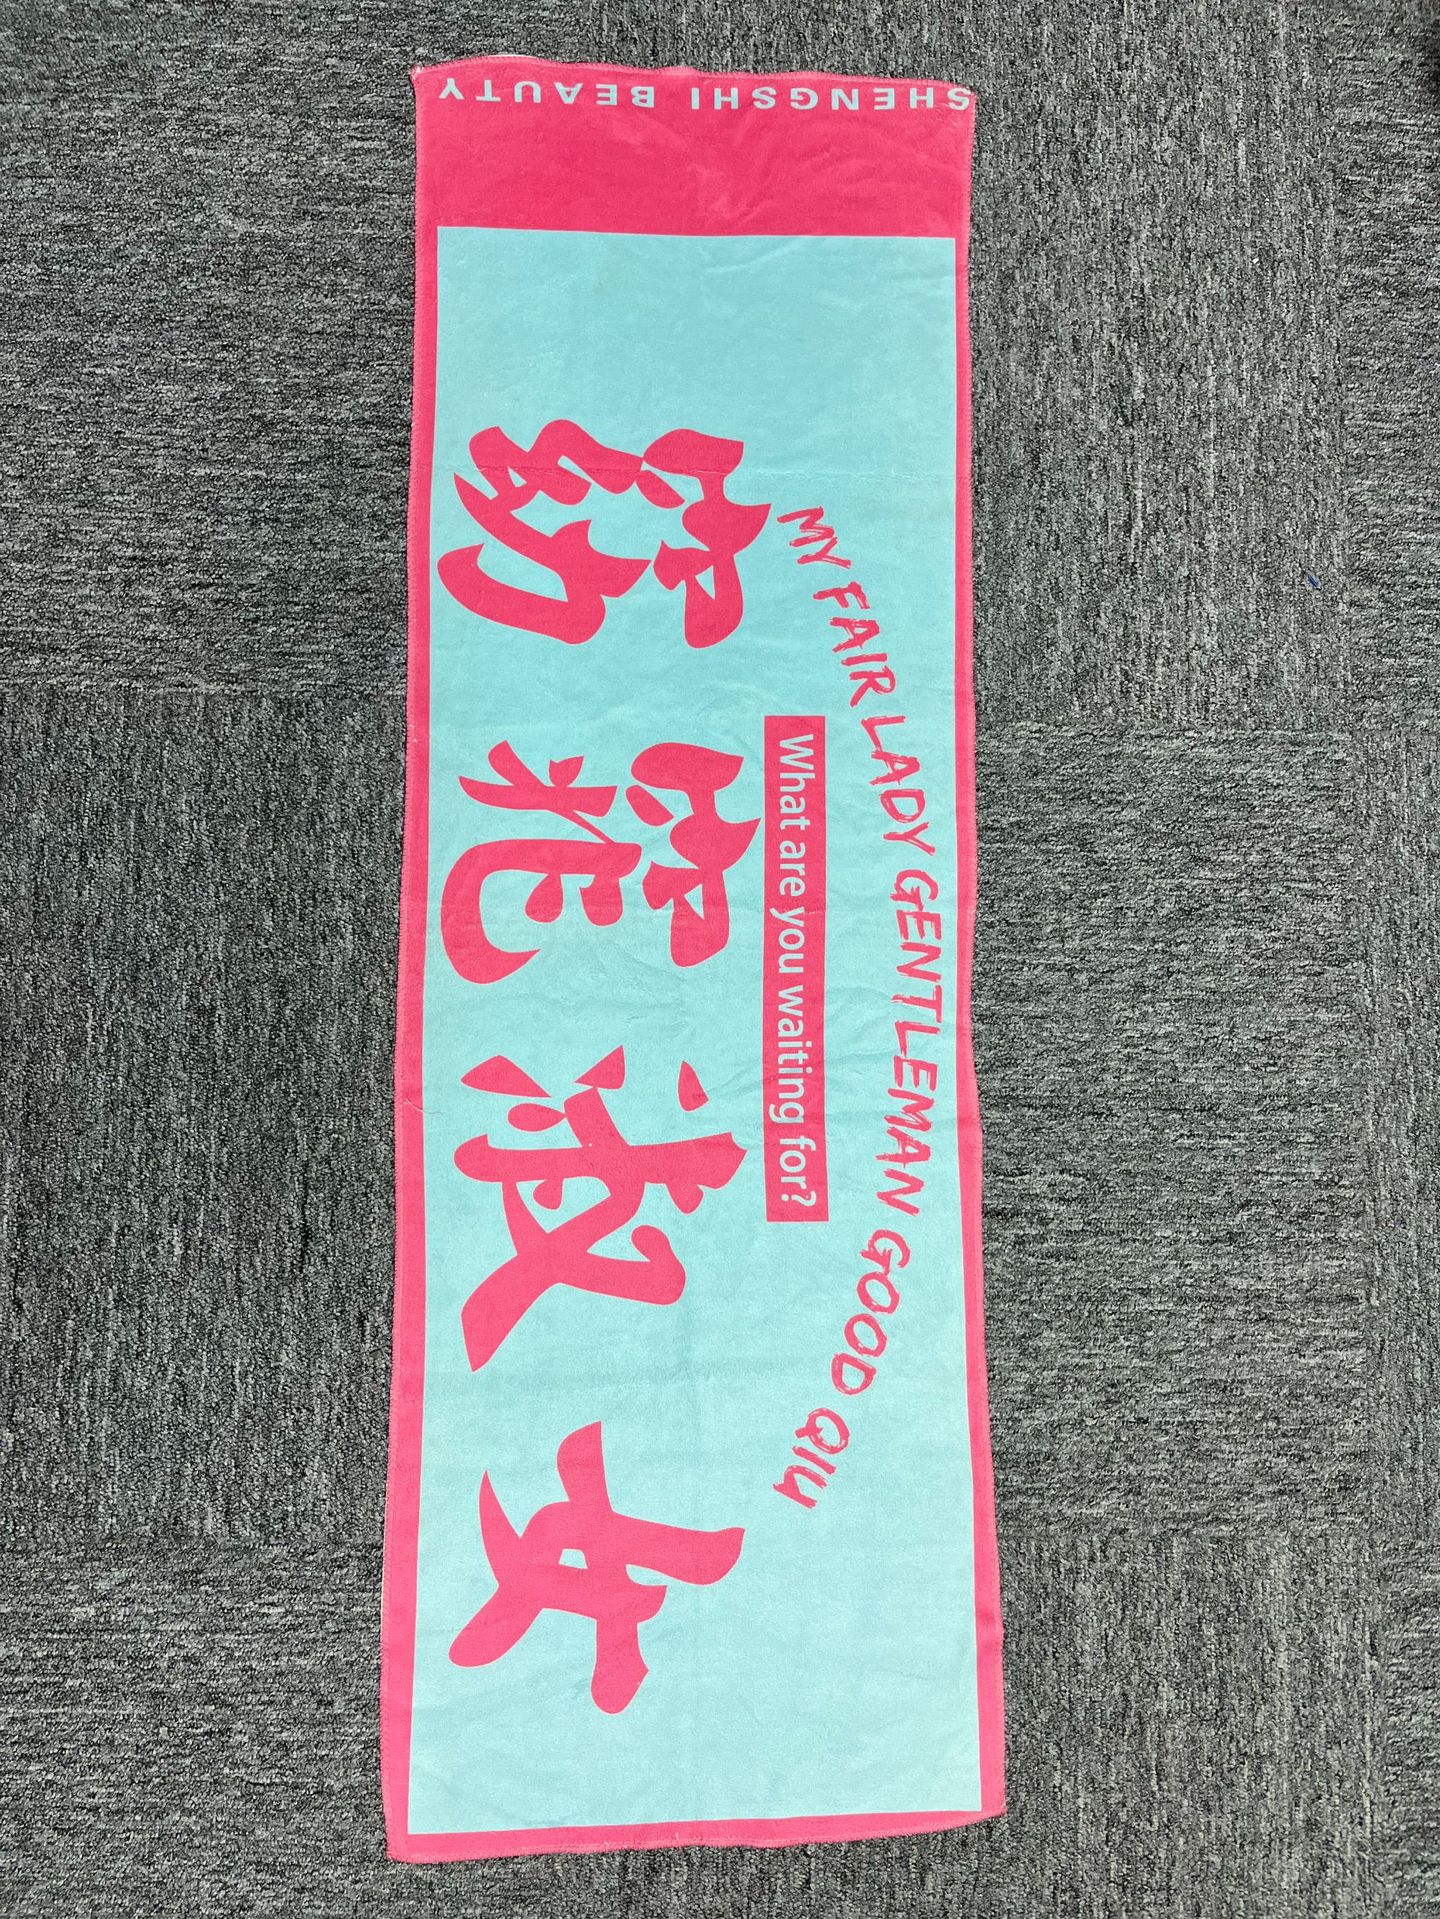 SHENGSHI BEAUTY
MY FAIR LADY GENTLEMAN GOOD QIU
What are you waiting for?
窈窕淑女